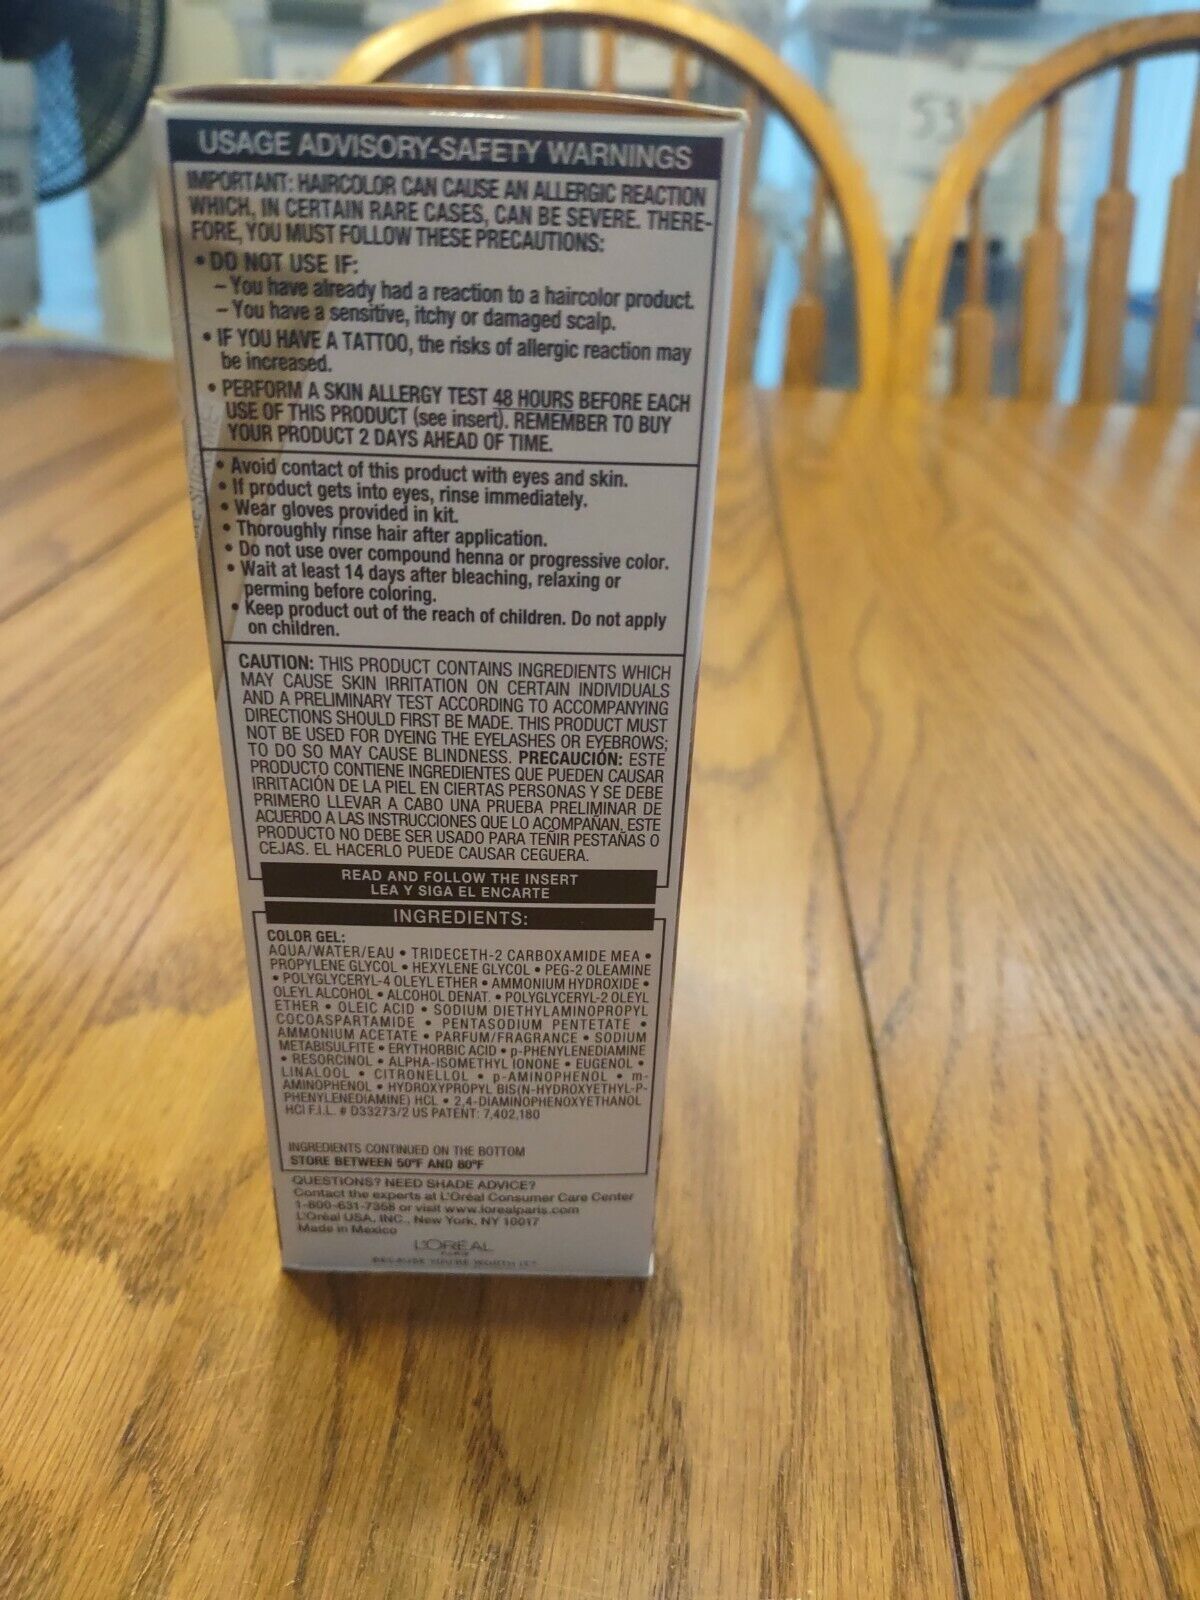 USAGE ADVISORY-SAFETY WARNINGS
IMPORTANT: HAIRCOLOR CAN CAUSE AN ALLERGIC REACTION
WHICH, IN CERTAIN RARE CASES, CAN BE SEVERE. THERE-
FORE, YOU MUST FOLLOW THESE PRECAUTIONS:
• DO NOT USE IF:
– You have already had a reaction to a haircolor product.
– You have a sensitive, itchy or damaged scalp.
• IF YOU HAVE A TATTOO, the risks of allergic reaction may
be increased.
• PERFORM A SKIN ALLERGY TEST 48 HOURS BEFORE EACH
USE OF THIS PRODUCT (see insert). REMEMBER TO BUY
YOUR PRODUCT 2 DAYS AHEAD OF TIME.
• Avoid contact of this product with eyes and skin.
• If product gets into eyes, rinse immediately.
• Wear gloves provided in kit.
• Thoroughly rinse hair after application.
• Do not use over compound henna or progressive color.
• Wait at least 14 days after bleaching, relaxing or
perming before coloring.
• Keep product out of the reach of children. Do not apply
on children.
CAUTION: THIS PRODUCT CONTAINS INGREDIENTS WHICH
MAY CAUSE SKIN IRRITATION ON CERTAIN INDIVIDUALS
AND A PRELIMINARY TEST ACCORDING TO ACCOMPANYING
DIRECTIONS SHOULD FIRST BE MADE. THIS PRODUCT MUST
NOT BE USED FOR DYEING THE EYELASHES OR EYEBROWS;
TO DO SO MAY CAUSE BLINDNESS. PRECAUCIÓN: ESTE
PRODUCTO CONTIENE INGREDIENTES QUE PUEDEN CAUSAR
IRRITACIÓN DE LA PIEL EN CIERTAS PERSONAS Y SE DEBE
PRIMERO LLEVAR A CABO UNA PRUEBA PRELIMINAR DE
ACUERDO A LAS INSTRUCCIONES QUE LO ACOMPAÑAN. ESTE
PRODUCTO NO DEBE SER USADO PARA TEÑIR PESTAÑAS O
CEJAS. EL HACERLO PUEDE CAUSAR CEGUERA.
READ AND FOLLOW THE INSERT
LEA Y SIGA EL ENCARTE
INGREDIENTS:
COLOR GEL:
AQUA/WATER/EAU • TRIDECETH-2 CARBOXAMIDE MEA •
PROPYLENE GLYCOL • HEXYLENE GLYCOL • PEG-2 OLEAMINE
• POLYGLYCERYL-4 OLEYL ETHER • AMMONIUM HYDROXIDE •
OLEYL ALCOHOL • ALCOHOL DENAT. • POLYGLYCERYL-2 OLEYL
ETHER • OLEIC ACID • SODIUM DIETHYLAMINOPROPYL
COCOASPARTAMIDE • PENTASODIUM PENTETATE •
AMMONIUM ACETATE • PARFUM/FRAGRANCE • SODIUM
METABISULFITE • ERYTHORBIC ACID • p-PHENYLENEDIAMINE
• RESORCINOL • ALPHA-ISOMETHYL IONONE • EUGENOL •
LINALOOL • CITRONELLOL • p-AMINOPHENOL • m-
AMINOPHENOL • HYDROXYPROPYL BIS(N-HYDROXYETHYL-P-
PHENYLENEDIAMINE) HCL • 2,4-DIAMINOPHENOXYETHANOL
HCl F.I.L. # D33273/2 US PATENT: 7,402,180
INGREDIENTS CONTINUED ON THE BOTTOM
STORE BETWEEN 50°F AND 80°F
QUESTIONS? NEED SHADE ADVICE?
Contact the experts at L'Oréal Consumer Care Center
1-800-631-7358 or visit www.lorealparis.com
L'Oréal USA, INC., New York, NY 10017
Made in Mexico
L'ORÉAL
PARIS
BECAUSE YOU'RE WORTH IT.®